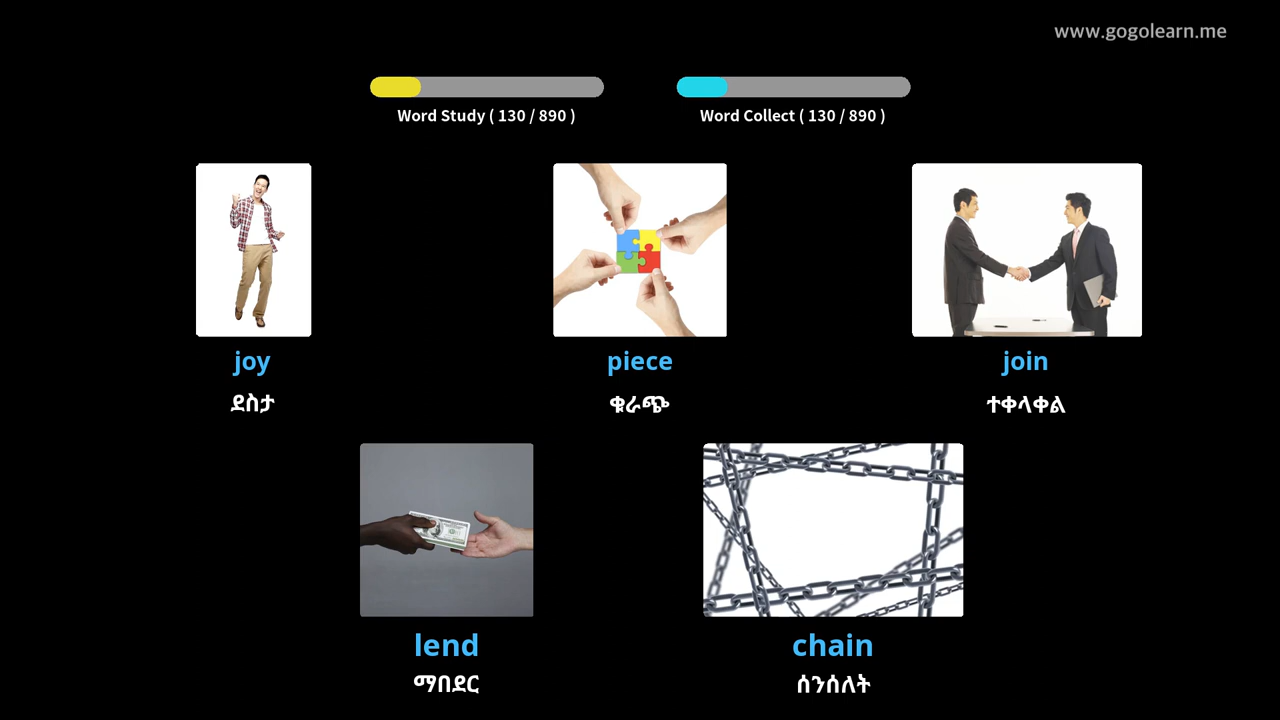 www.gogolearn.me
Word Study ( 130 / 890 )
Word Collect ( 130 / 890 )
joy
piece
join
ደስታ
ቁራጭ
ተቀላቀል
lend
chain
ማበደር
ሰንሰለት